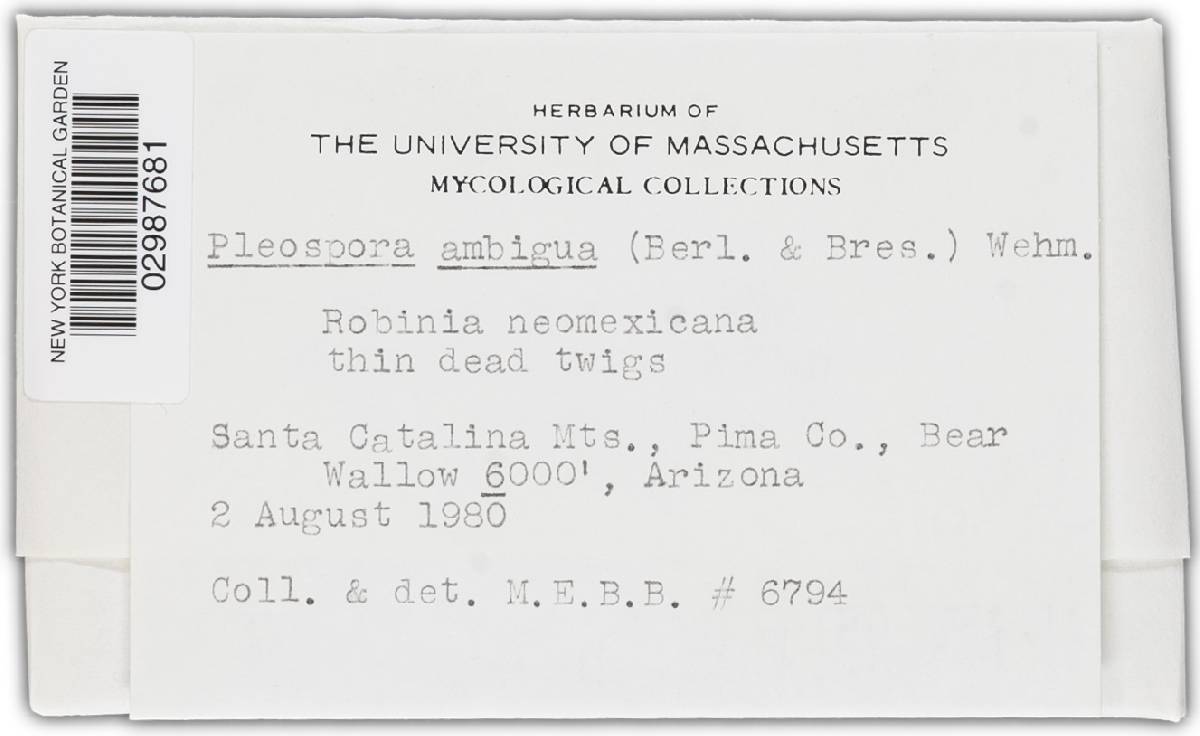 NEW YORK BOTANICAL GARDEN
02987681
HERBARIUM OF
THE UNIVERSITY OF MASSACHUSETTS
MYCOLOGICAL COLLECTIONS
Pleospora ambigua (Berl. & Bres.) Wehm.
Robinia neomexicana
thin dead twigs
Santa Catalina Mts., Pima Co., Bear
Wallow 6000', Arizona
2 August 1980
Coll. & det. M.E.B.B. # 6794